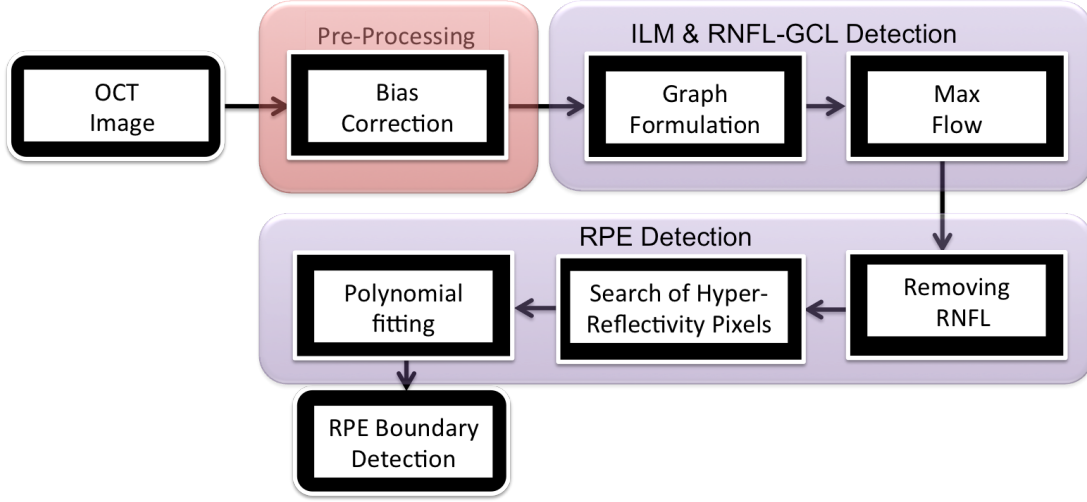 Pre-Processing
ILM & RNFL-GCL Detection
OCT
Image
Bias
Correction
Graph
Formulation
Max
Flow
RPE Detection
Polynomial
fitting
Search of Hyper-
Reflectivity Pixels
Removing
RNFL
RPE Boundary
Detection